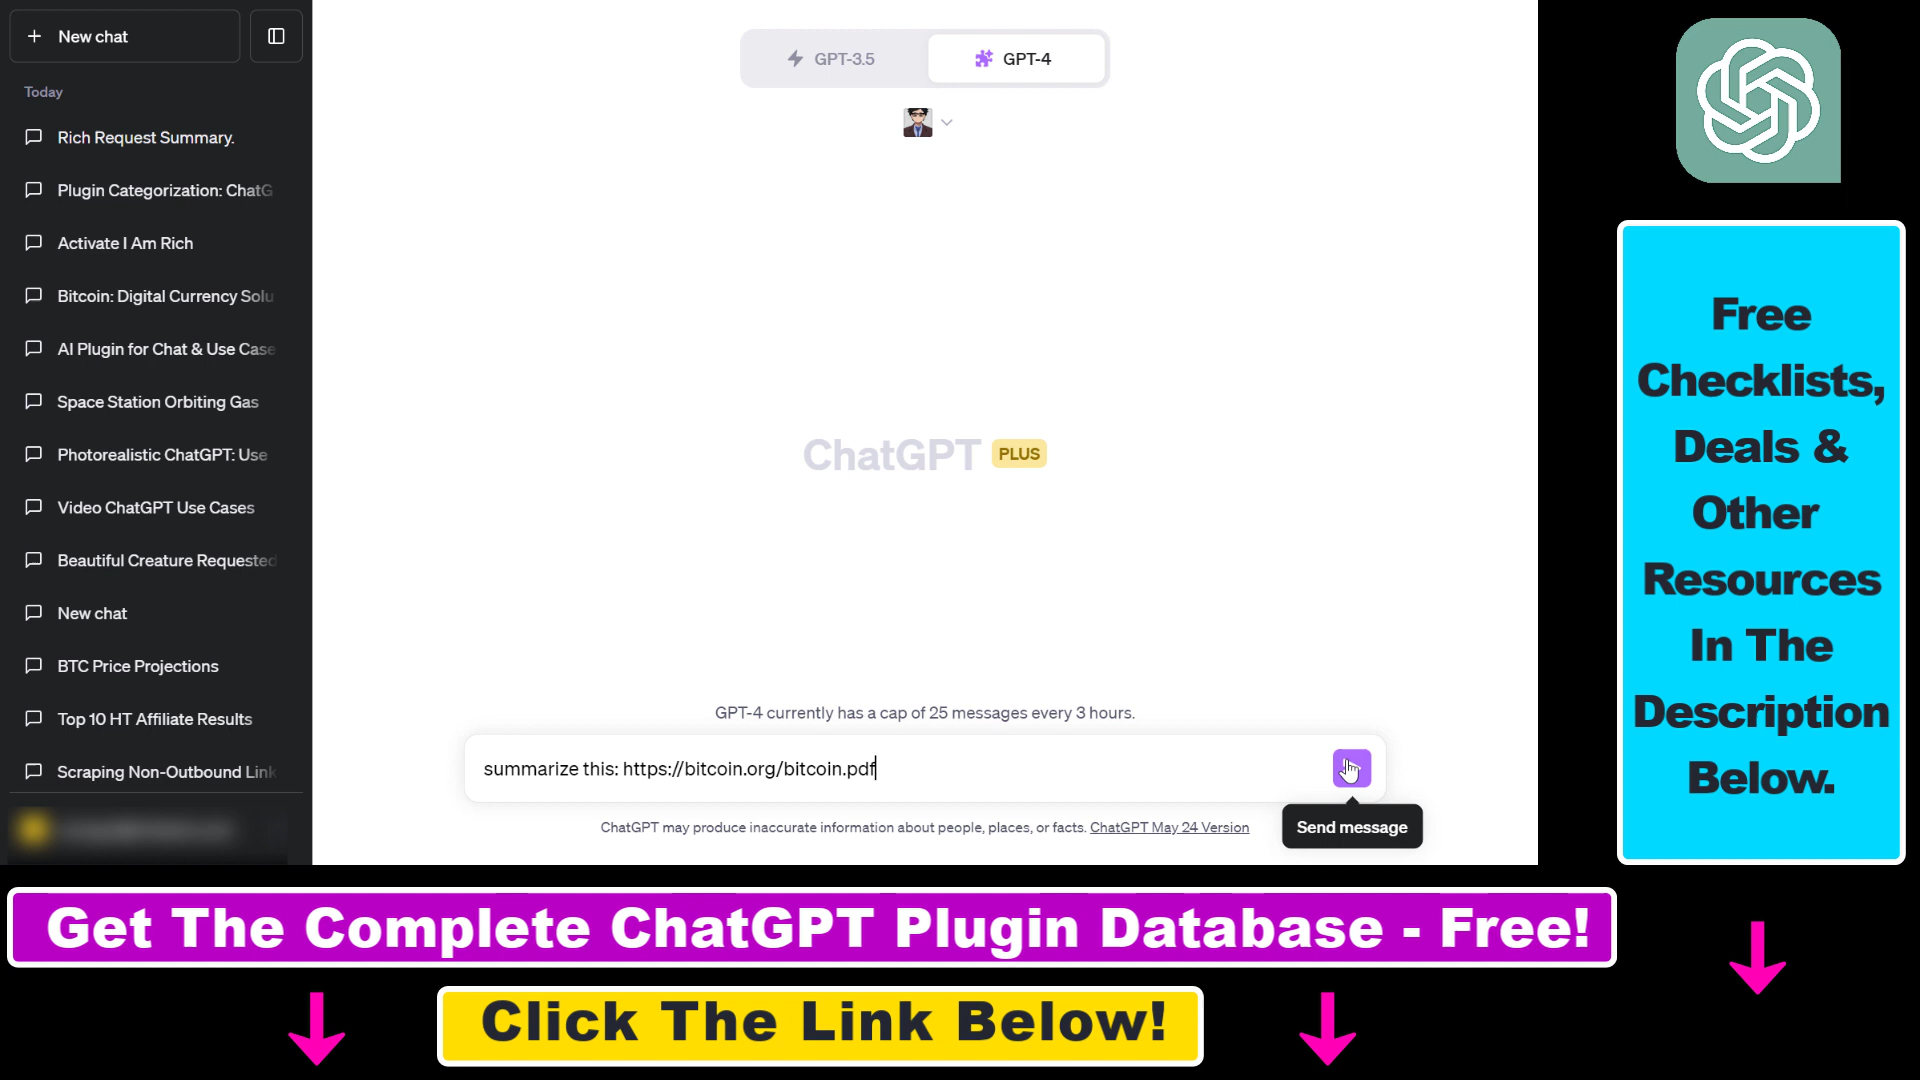 New chat
Today
Rich Request Summary.
Plugin Categorization: ChatG
Activate I Am Rich
Bitcoin: Digital Currency Solu
AI Plugin for Chat & Use Case
Space Station Orbiting Gas
Photorealistic ChatGPT: Use
Video ChatGPT Use Cases
Beautiful Creature Requested
New chat
BTC Price Projections
Top 10 HT Affiliate Results
Scraping Non-Outbound Link
GPT-3.5
GPT-4
ChatGPT PLUS
GPT-4 currently has a cap of 25 messages every 3 hours.
summarize this: https://bitcoin.org/bitcoin.pdf
ChatGPT may produce inaccurate information about people, places, or facts. ChatGPT May 24 Version
Send message
Free
Checklists,
Deals &
Other
Resources
In The
Description
Below.
Get The Complete ChatGPT Plugin Database - Free!
Click The Link Below!